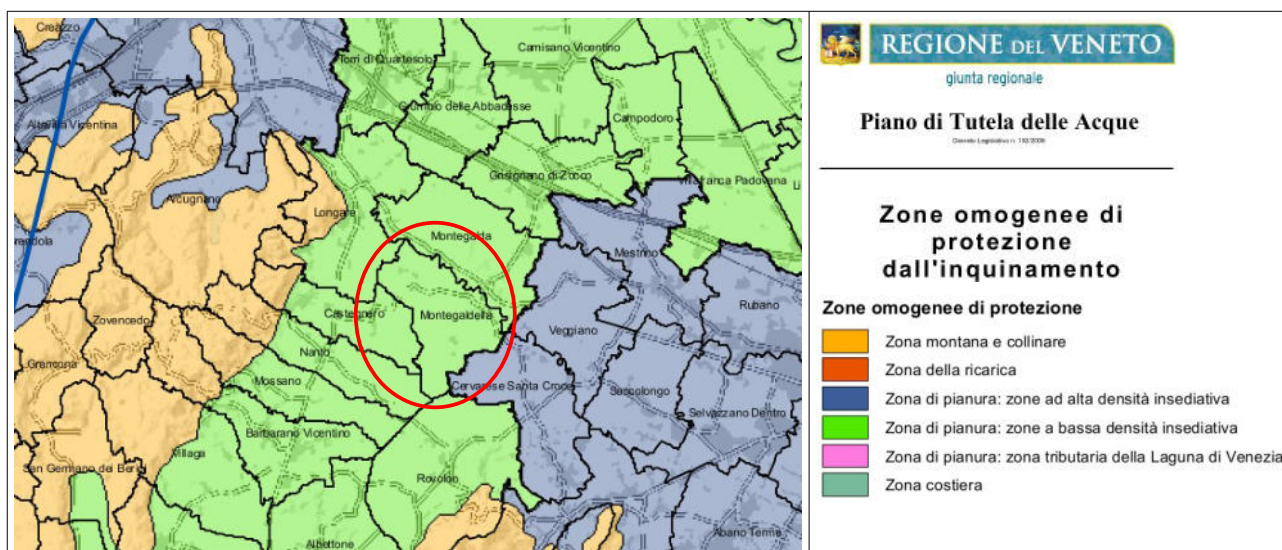 Creazzo
Camisano Vicentino
Torri di Quartesolo
Grumolo delle Abbadesse
Campodoro
Altavilla Vicentina
Grisignano di Zocco
Villafranca Padovana
Arcugnano
Longare
Montegalda
Mestrino
Rubano
Zovencedo
Castegnero
Montegaldella
Veggiano
Grancona
Nanto
Mossano
Cervarese Santa Croce
Saccolongo
Selvazzano Dentro
Barbarano Vicentino
Villaga
San Germano dei Berici
Rovolon
Albettone
Abano Terme
REGIONE DEL VENETO
giunta regionale
Piano di Tutela delle Acque
Decreto Legislativo n. 152/2006
Zone omogenee di
protezione
dall'inquinamento
Zone omogenee di protezione
Zona montana e collinare
Zona della ricarica
Zona di pianura: zone ad alta densità insediativa
Zona di pianura: zone a bassa densità insediativa
Zona di pianura: zona tributaria della Laguna di Venezia
Zona costiera